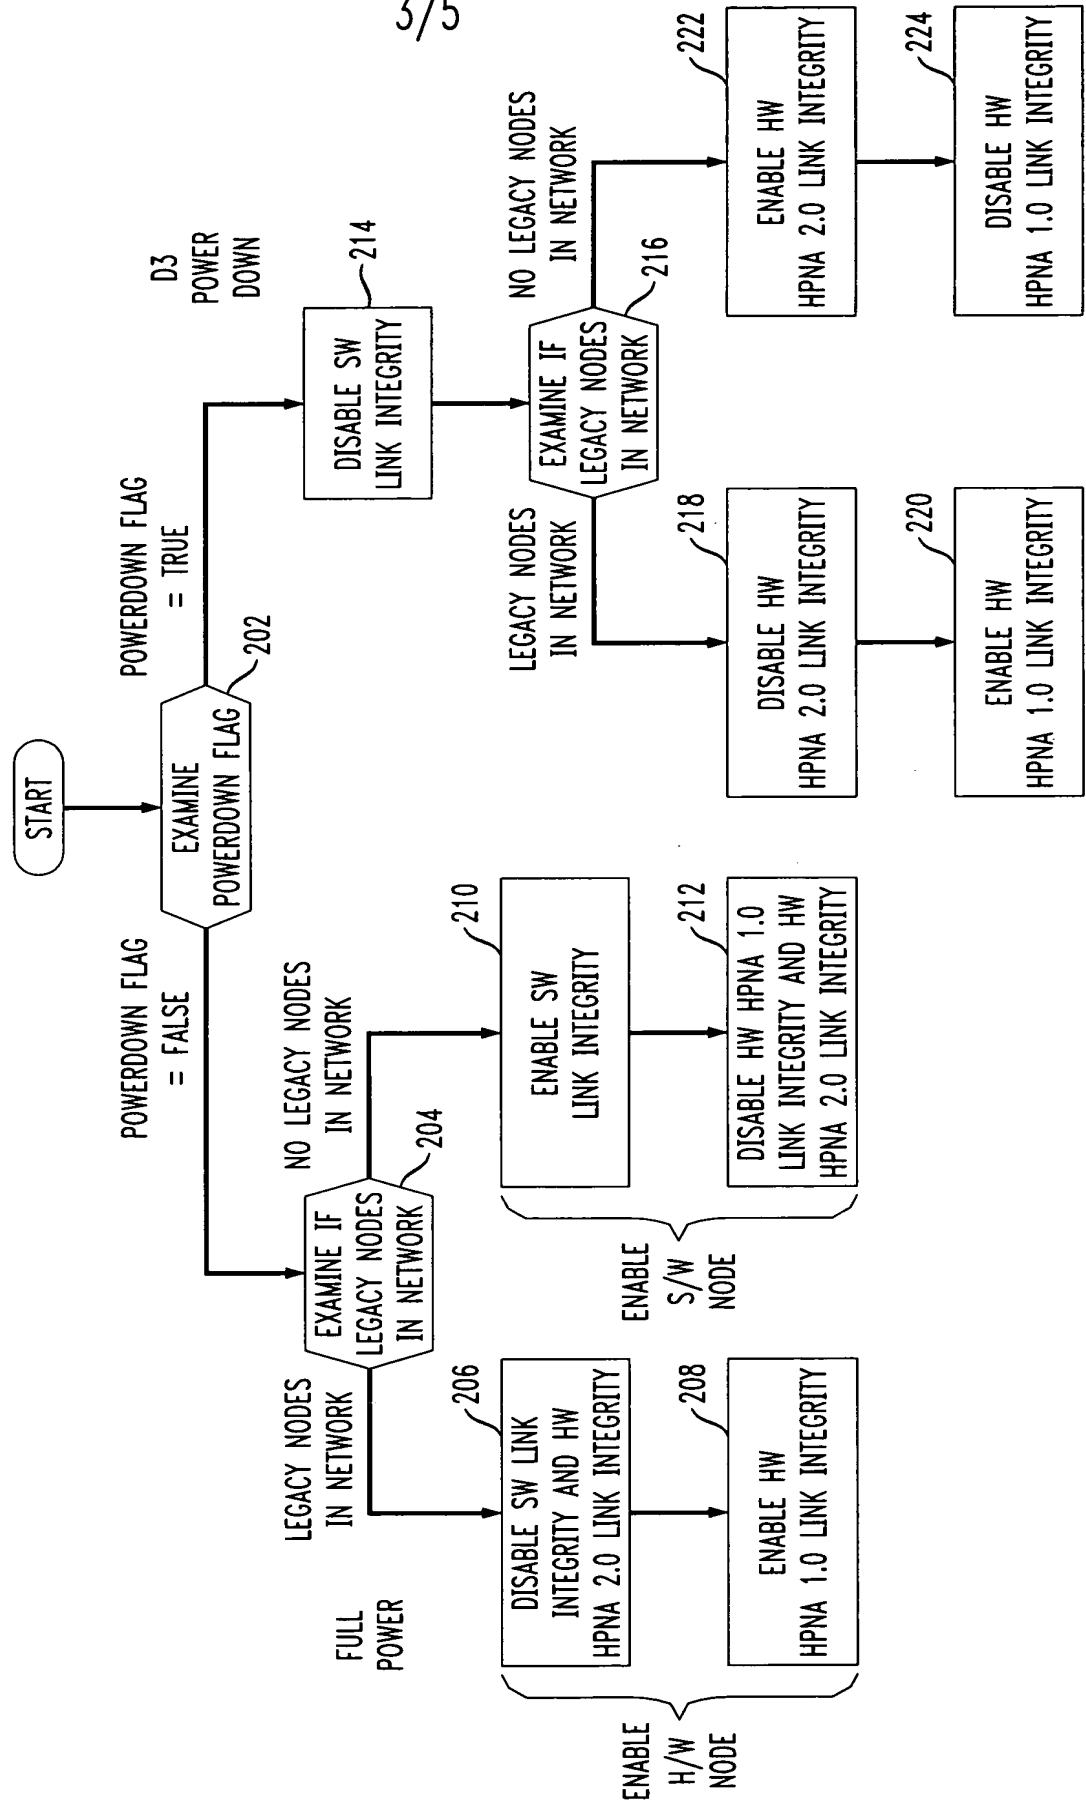 3/5
START
EXAMINE
POWERDOWN FLAG
202
POWERDOWN FLAG
= FALSE
POWERDOWN FLAG
= TRUE
FULL
POWER
D3
POWER
DOWN
EXAMINE IF
LEGACY NODES
IN NETWORK
204
LEGACY NODES
IN NETWORK
NO LEGACY NODES
IN NETWORK
DISABLE SW LINK
INTEGRITY AND HW
HPNA 2.0 LINK INTEGRITY
206
ENABLE HW
HPNA 1.0 LINK INTEGRITY
208
ENABLE
H/W
NODE
ENABLE SW
LINK INTEGRITY
210
DISABLE HW HPNA 1.0
LINK INTEGRITY AND HW
HPNA 2.0 LINK INTEGRITY
212
ENABLE
S/W
NODE
DISABLE SW
LINK INTEGRITY
214
EXAMINE IF
LEGACY NODES
IN NETWORK
216
LEGACY NODES
IN NETWORK
NO LEGACY NODES
IN NETWORK
DISABLE HW
HPNA 2.0 LINK INTEGRITY
218
ENABLE HW
HPNA 1.0 LINK INTEGRITY
220
ENABLE HW
HPNA 2.0 LINK INTEGRITY
222
DISABLE HW
HPNA 1.0 LINK INTEGRITY
224